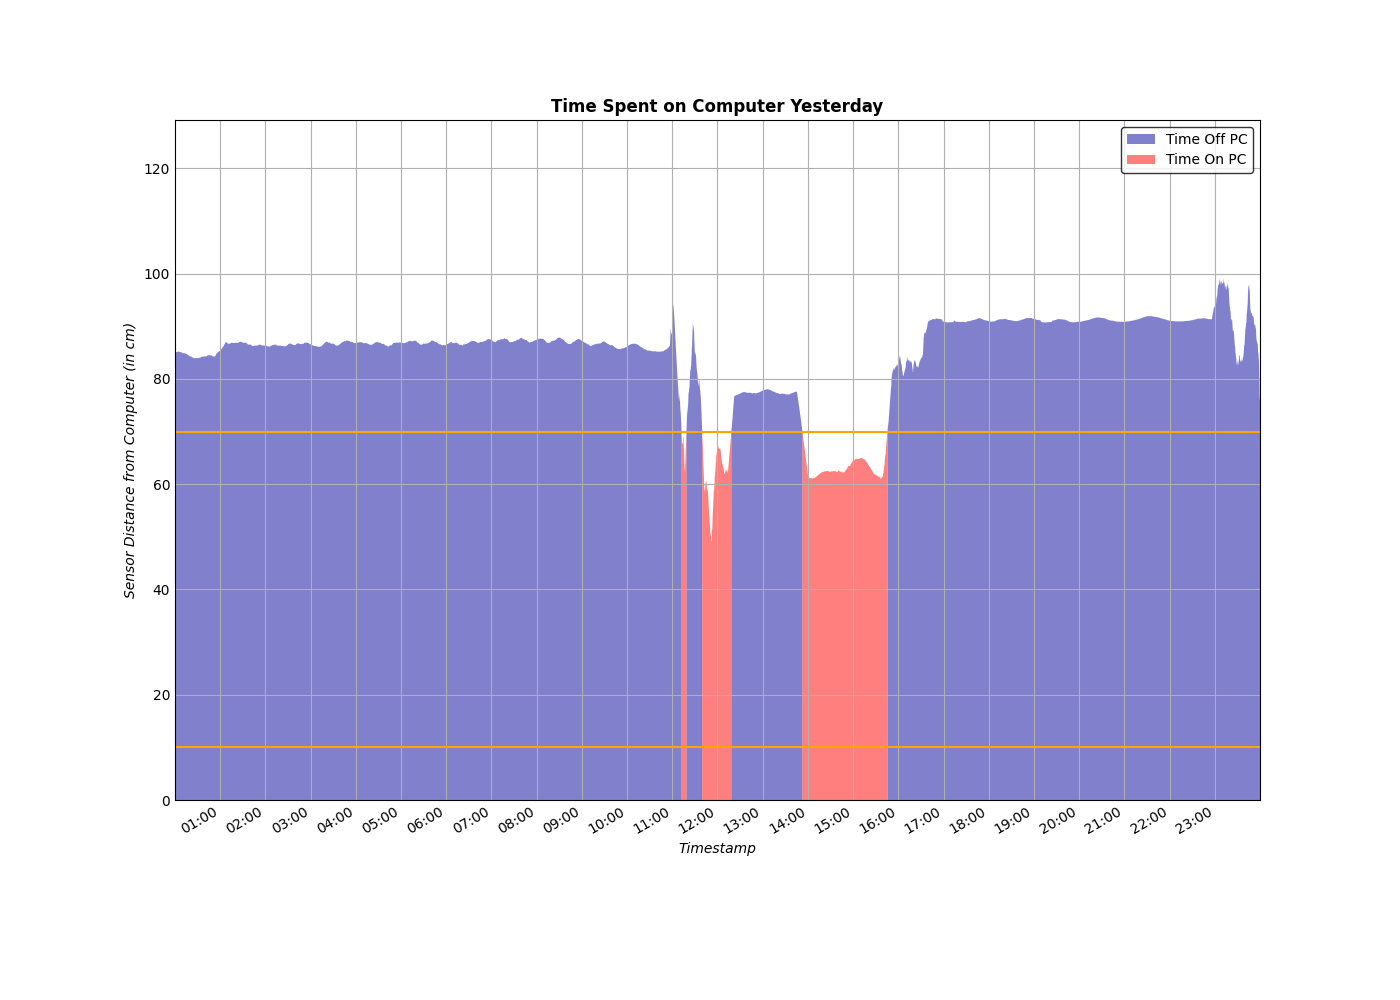 Time Spent on Computer Yesterday
Time Off PC
Time On PC
120
100
80
60
40
20
0
Sensor Distance from Computer (in cm)
01:00 02:00 03:00 04:00 05:00 06:00 07:00 08:00 09:00 10:00 11:00 12:00 13:00 14:00 15:00 16:00 17:00 18:00 19:00 20:00 21:00 22:00 23:00
Timestamp